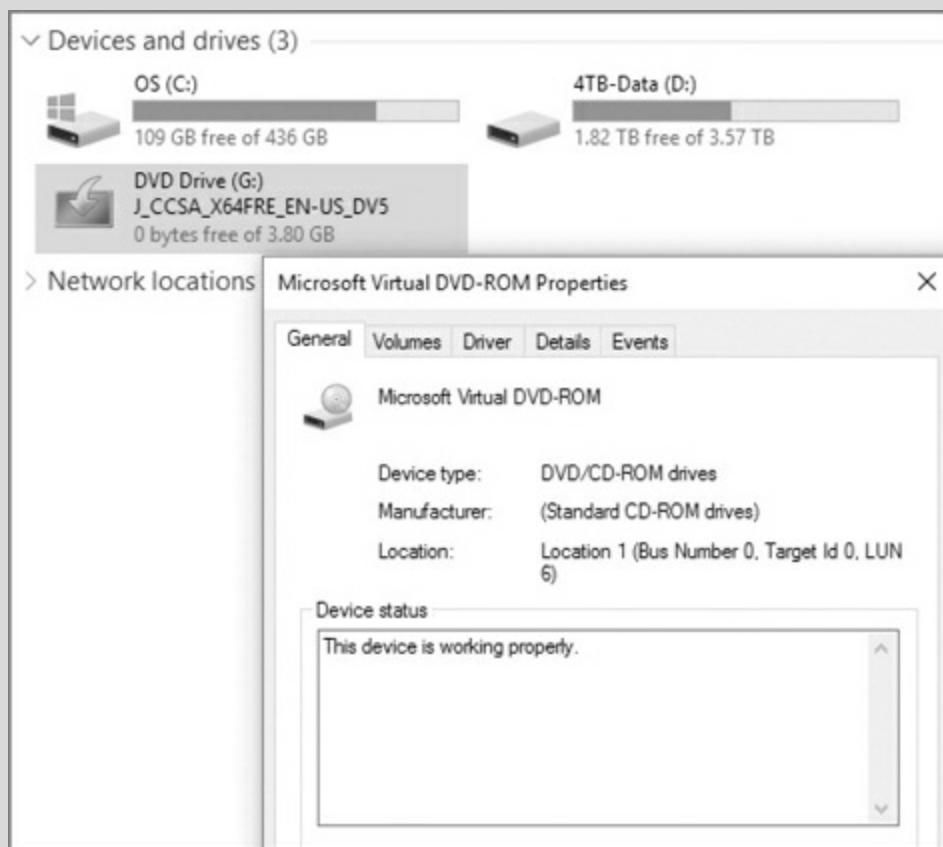 Devices and drives (3)
OS (C:)
109 GB free of 436 GB
4TB-Data (D:)
1.82 TB free of 3.57 TB
DVD Drive (G:)
J_CCSA_X64FRE_EN-US_DV5
0 bytes free of 3.80 GB
Network locations
Microsoft Virtual DVD-ROM Properties
General Volumes Driver Details Events
Microsoft Virtual DVD-ROM
Device type: DVD/CD-ROM drives
Manufacturer: (Standard CD-ROM drives)
Location: Location 1 (Bus Number 0, Target Id 0, LUN
6)
Device status
This device is working properly.